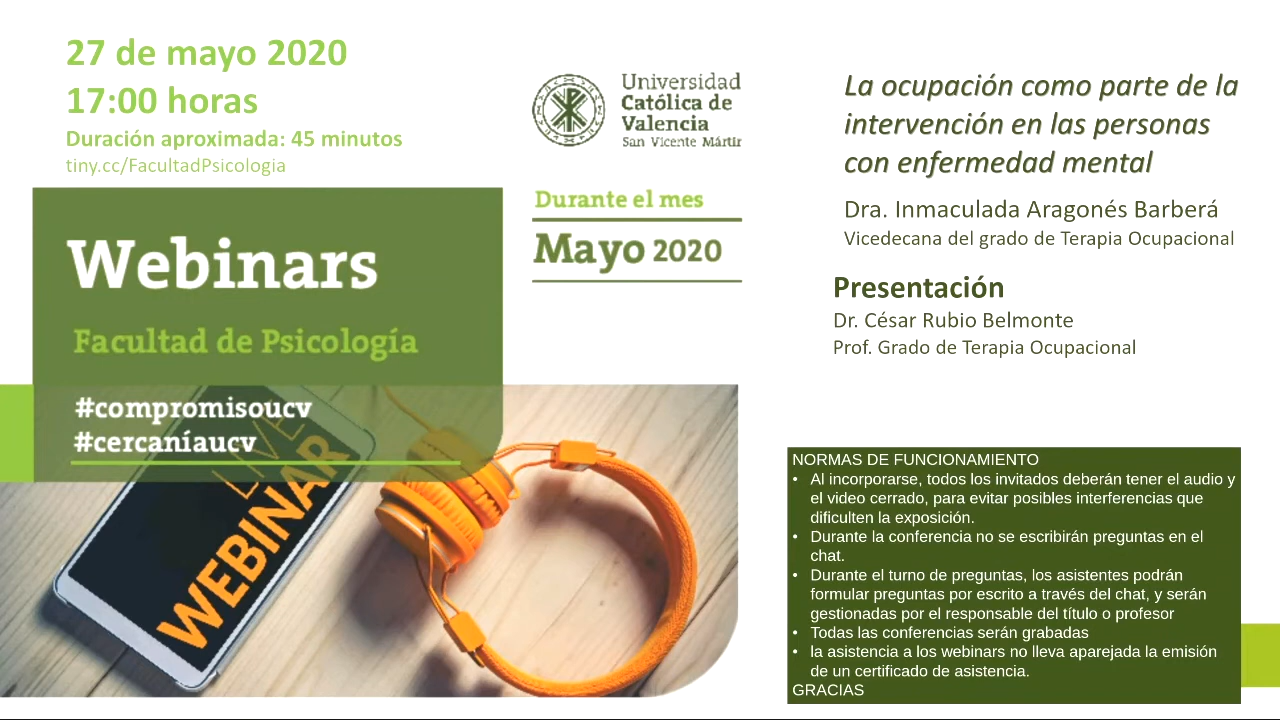 27 de mayo 2020
17:00 horas
Duración aproximada: 45 minutos
tiny.cc/FacultadPsicologia
Universidad
Católica de
Valencia
San Vicente Mártir
Durante el mes
Mayo 2020
Webinars
Facultad de Psicología
#compromisoucv
#cercaníaucv
LIVE
WEBINAR
La ocupación como parte de la
intervención en las personas
con enfermedad mental
Dra. Inmaculada Aragonés Barberá
Vicedecana del grado de Terapia Ocupacional
Presentación
Dr. César Rubio Belmonte
Prof. Grado de Terapia Ocupacional
NORMAS DE FUNCIONAMIENTO
• Al incorporarse, todos los invitados deberán tener el audio y
el video cerrado, para evitar posibles interferencias que
dificulten la exposición.
• Durante la conferencia no se escribirán preguntas en el
chat.
• Durante el turno de preguntas, los asistentes podrán
formular preguntas por escrito a través del chat, y serán
gestionadas por el responsable del título o profesor
• Todas las conferencias serán grabadas
• la asistencia a los webinars no lleva aparejada la emisión
de un certificado de asistencia.
GRACIAS